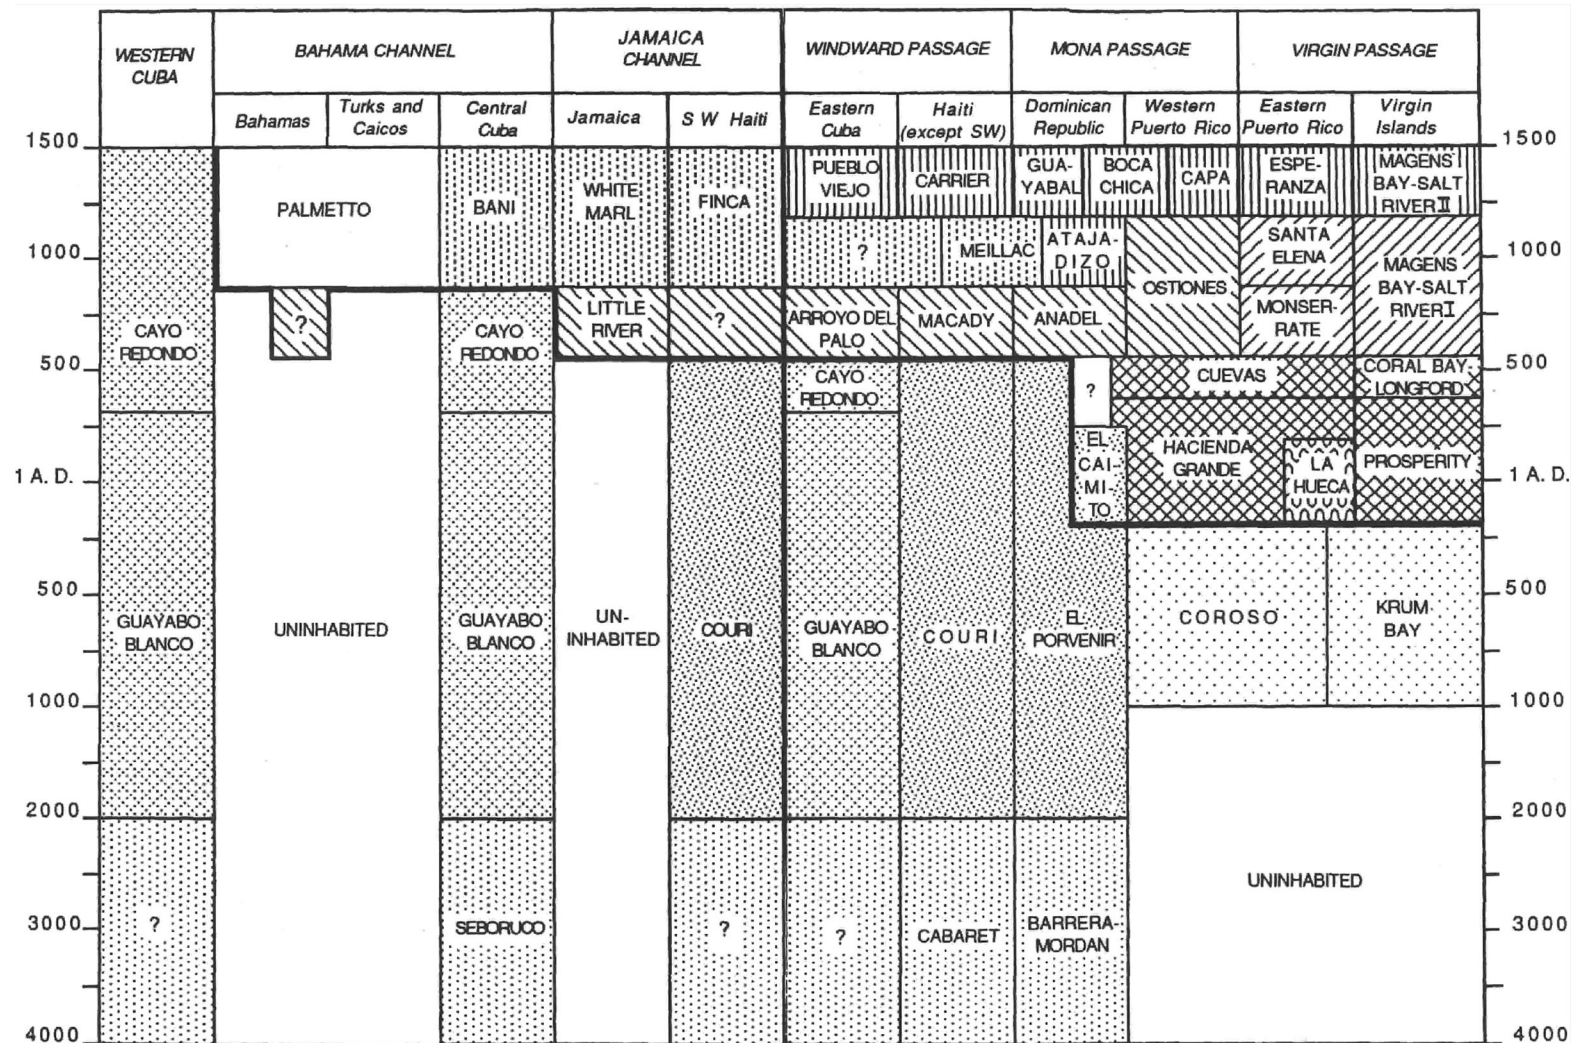 WESTERN
CUBA
BAHAMA CHANNEL
JAMAICA
CHANNEL
WINDWARD PASSAGE
MONA PASSAGE
VIRGIN PASSAGE
Bahamas
Turks and
Caicos
Central
Cuba
Jamaica
S W Haiti
Eastern
Cuba
Haiti
(except SW)
Dominican
Republic
Western
Puerto Rico
Eastern
Puerto Rico
Virgin
Islands
1500
1500
PALMETTO
BANI
WHITE
MARL
FINCA
PUEBLO
VIEJO
CARRIER
GUA-
YABAL
BOCA
CHICA
CAPA
ESPE-
RANZA
MAGENS
BAY-SALT
RIVER II
1000
1000
?
MEILLAC
ATAJA-
DIZO
OSTIONES
SANTA
ELENA
MAGENS
BAY-SALT
RIVER I
CAYO
REDONDO
?
CAYO
REDONDO
LITTLE
RIVER
?
ARROYO DEL
PALO
MACADY
ANADEL
MONSER-
RATE
500
500
CAYO
REDONDO
?
CUEVAS
CORAL BAY-
LONGFORD
1 A.D.
1 A.D.
EL
CAI-
MI-
TO
HACIENDA
GRANDE
LA
HUECA
PROSPERITY
500
500
GUAYABO
BLANCO
UNINHABITED
GUAYABO
BLANCO
UN-
INHABITED
COURI
GUAYABO
BLANCO
COURI
EL
PORVENIR
COROSO
KRUM
BAY
1000
1000
2000
2000
UNINHABITED
3000
3000
?
SEBORUCO
?
?
CABARET
BARRERA-
MORDAN
4000
4000